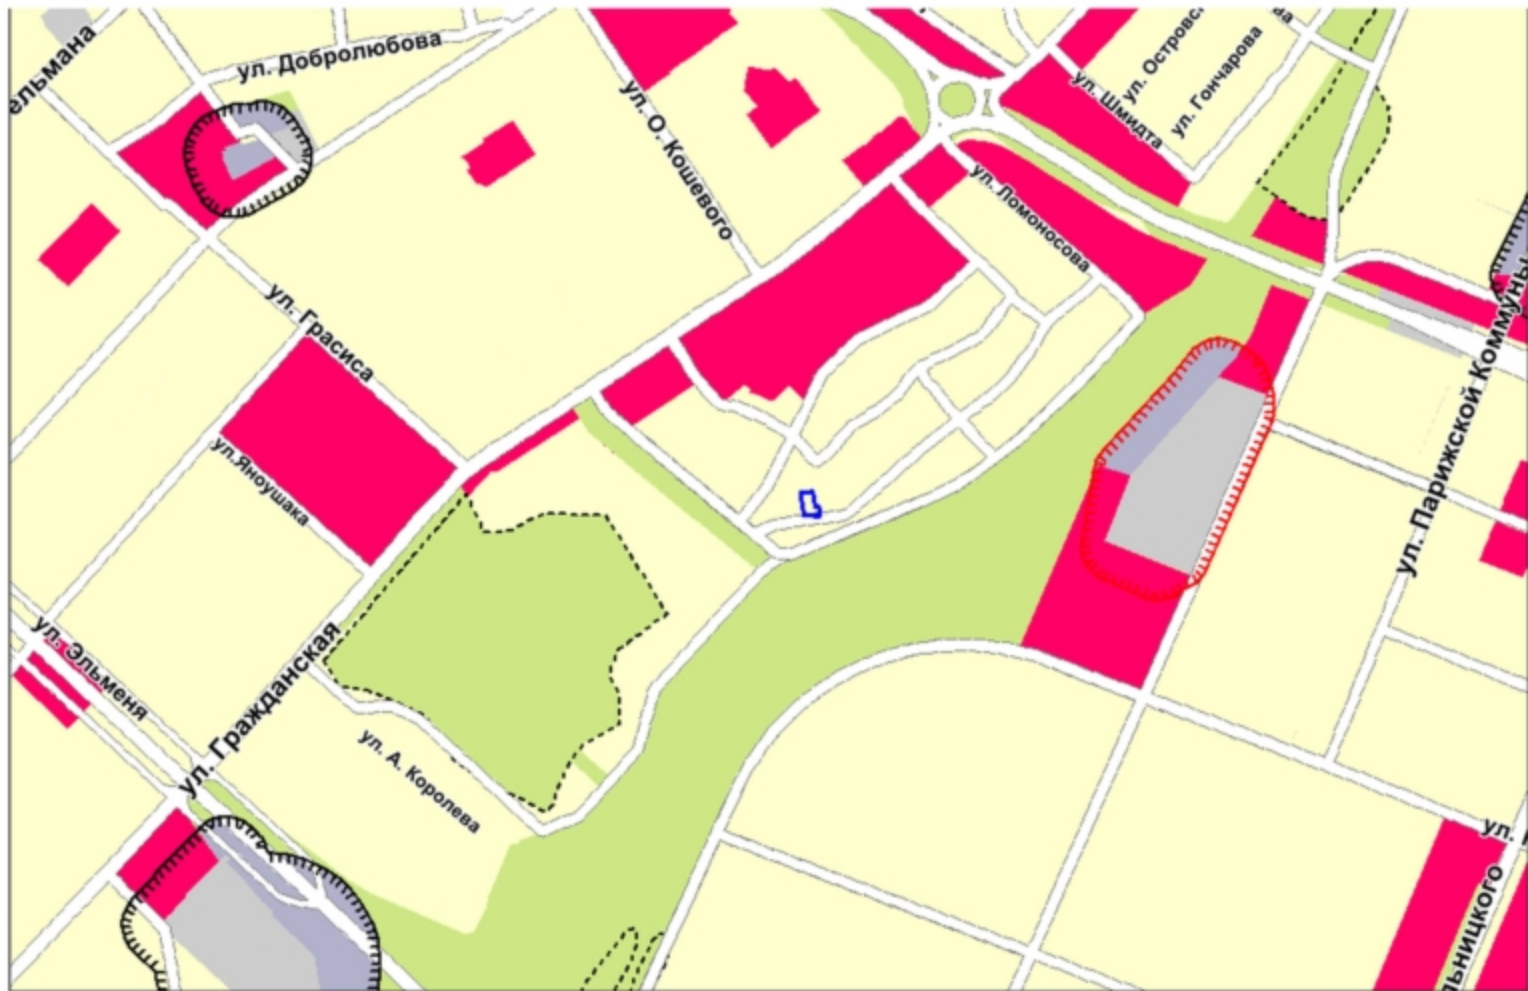 ельмана
ул. Добролюбова
ул. О. Кошевого
ул. Островс
ул. Гончарова
ул. Шмидта
ул. Ломоносова
ул. Грасиса
ул.Яноушака
ул. Парижской Коммуны
ул. Эльменя
ул. Гражданская
ул. А. Королева
ул.
льницкого